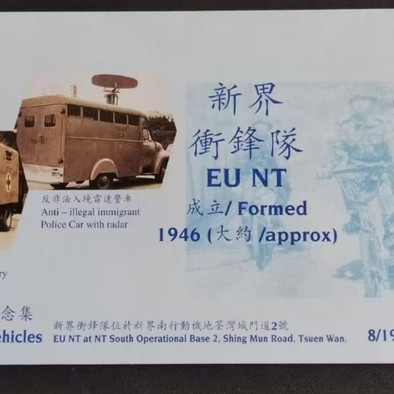 新界
衝鋒隊
EU NT
成立/ Formed
1946 (大約 /approx)
反非法入境雷達警車
Anti – illegal immigrant
Police Car with radar
ry
念集
ehicles
新界衝鋒隊位於新界南行動機地荃灣城門道2號
EU NT at NT South Operational Base 2, Shing Mun Road, Tsuen Wan.
8/19